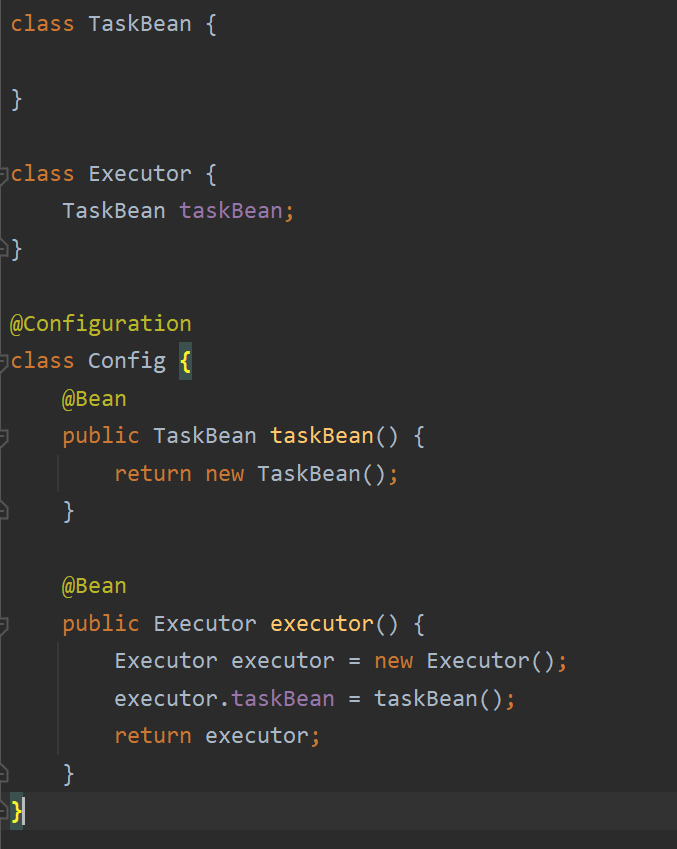 class TaskBean {
}
class Executor {
    TaskBean taskBean;
}
@Configuration
class Config {
    @Bean
    public TaskBean taskBean() {
        return new TaskBean();
    }
    @Bean
    public Executor executor() {
        Executor executor = new Executor();
        executor.taskBean = taskBean();
        return executor;
    }
}